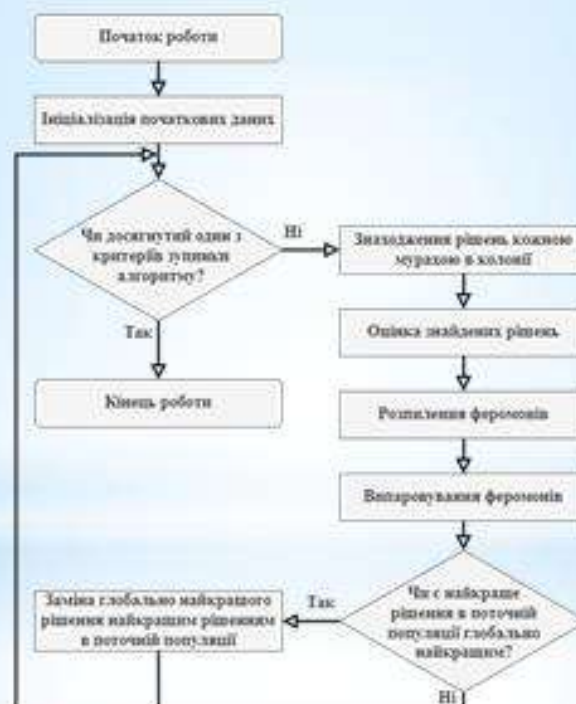 Початок роботи
Ініціалізація початкових даних
Чи досягнутий один з
критеріїв зупинки
алгоритму?
Ні
Так
Кінець роботи
Знаходження рішень кожною
мурахою в колонії
Оцінка знайдених рішень
Розпилення феромонів
Випаровування феромонів
Чи є найкраще
рішення в поточній
популяції глобально
найкращим?
Так
Заміна глобально найкращого
рішення найкращим рішенням
в поточній популяції
Ні